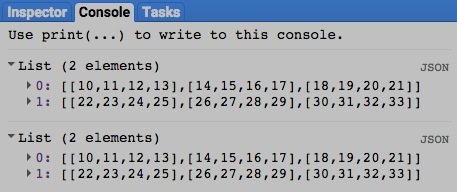 Inspector Console Tasks
Use print(...) to write to this console.
List (2 elements) JSON
0: [[10,11,12,13],[14,15,16,17],[18,19,20,21]]
1: [[22,23,24,25],[26,27,28,29],[30,31,32,33]]
List (2 elements) JSON
0: [[10,11,12,13],[14,15,16,17],[18,19,20,21]]
1: [[22,23,24,25],[26,27,28,29],[30,31,32,33]]